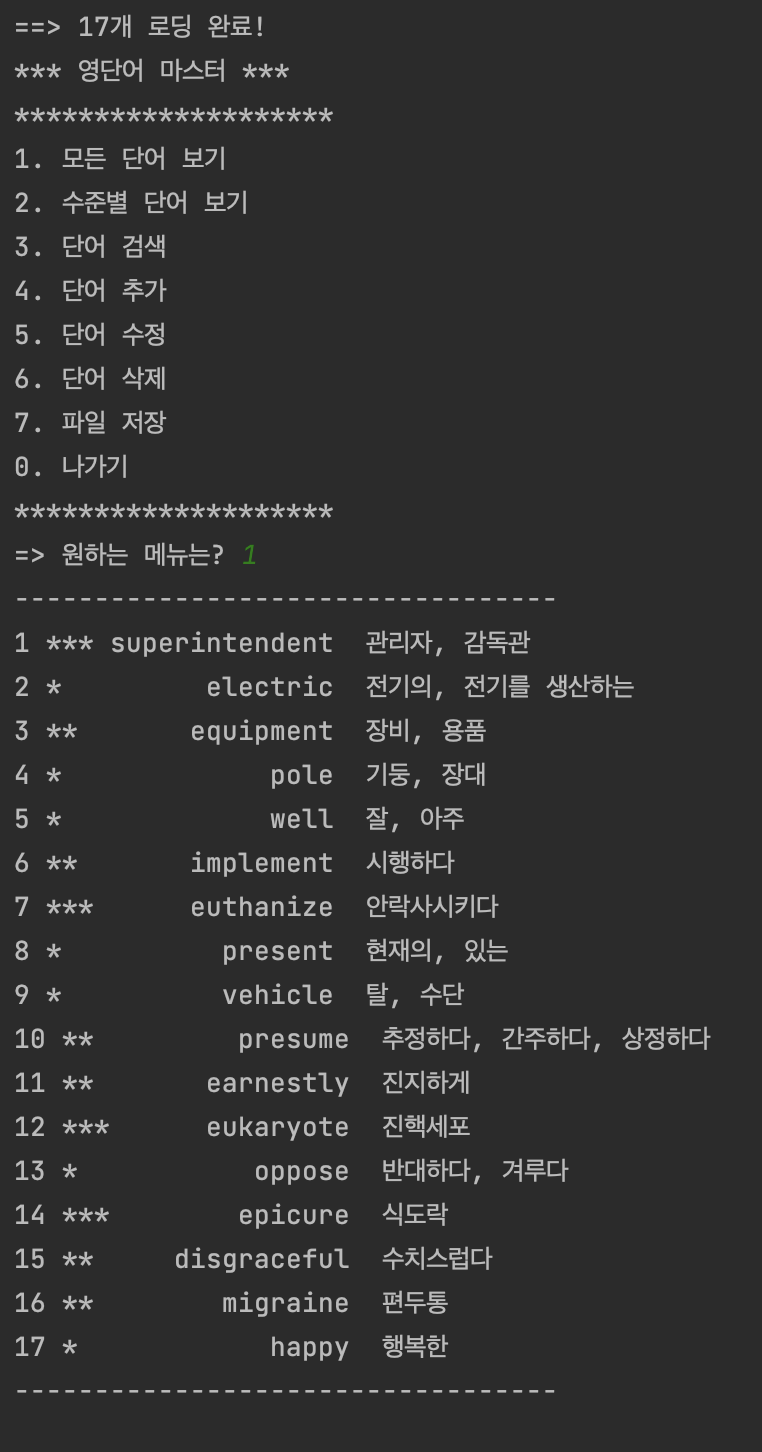 ==> 17개 로딩 완료!
*** 영단어 마스터 ***
********************
1. 모든 단어 보기
2. 수준별 단어 보기
3. 단어 검색
4. 단어 추가
5. 단어 수정
6. 단어 삭제
7. 파일 저장
0. 나가기
********************
=> 원하는 메뉴는? 1
----------------------------------
1 *** superintendent  관리자, 감독관
2 *         electric  전기의, 전기를 생산하는
3 **       equipment  장비, 용품
4 *             pole  기둥, 장대
5 *             well  잘, 아주
6 **       implement  시행하다
7 ***      euthanize  안락사시키다
8 *          present  현재의, 있는
9 *          vehicle  탈, 수단
10 **         presume  추정하다, 간주하다, 상정하다
11 **       earnestly  진지하게
12 ***      eukaryote  진핵세포
13 *           oppose  반대하다, 겨루다
14 ***        epicure  식도락
15 **     disgraceful  수치스럽다
16 **        migraine  편두통
17 *            happy  행복한
----------------------------------